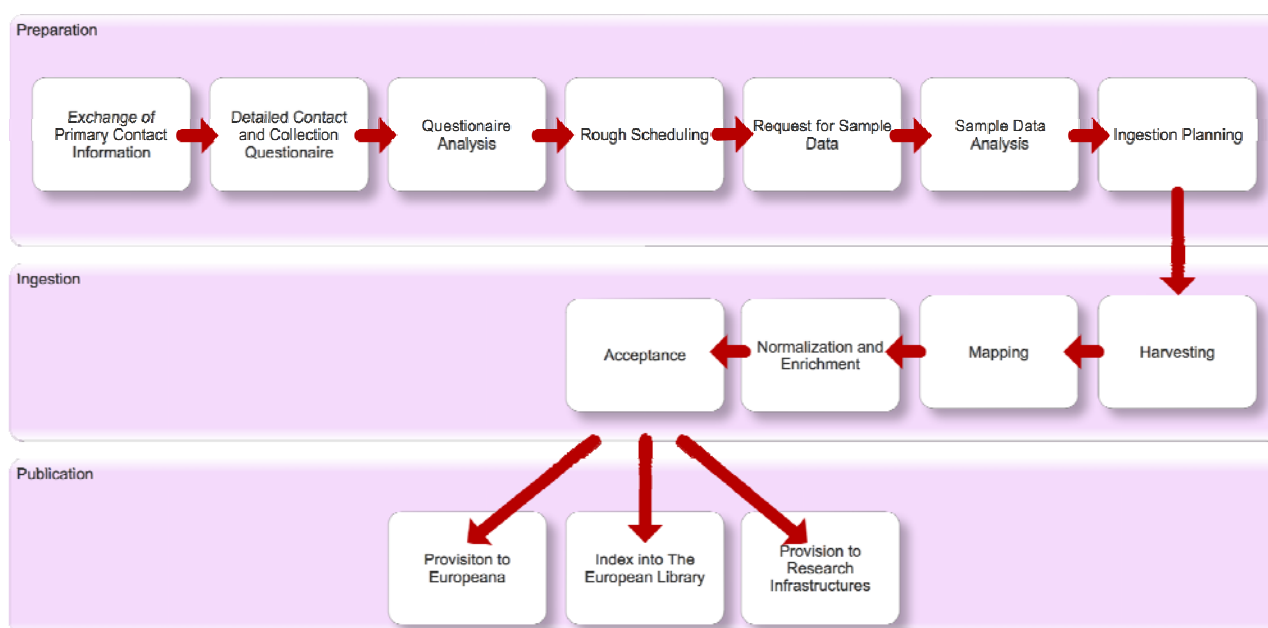 Preparation
Exchange of
Primary Contact
Information
Detailed Contact
and Collection
Questionaire
Questionaire
Analysis
Rough Scheduling
Request for Sample
Data
Sample Data
Analysis
Ingestion Planning
Ingestion
Acceptance
Normalization and
Enrichment
Mapping
Harvesting
Publication
Provisiton to
Europeana
Index into The
European Library
Provision to
Research
Infrastructures